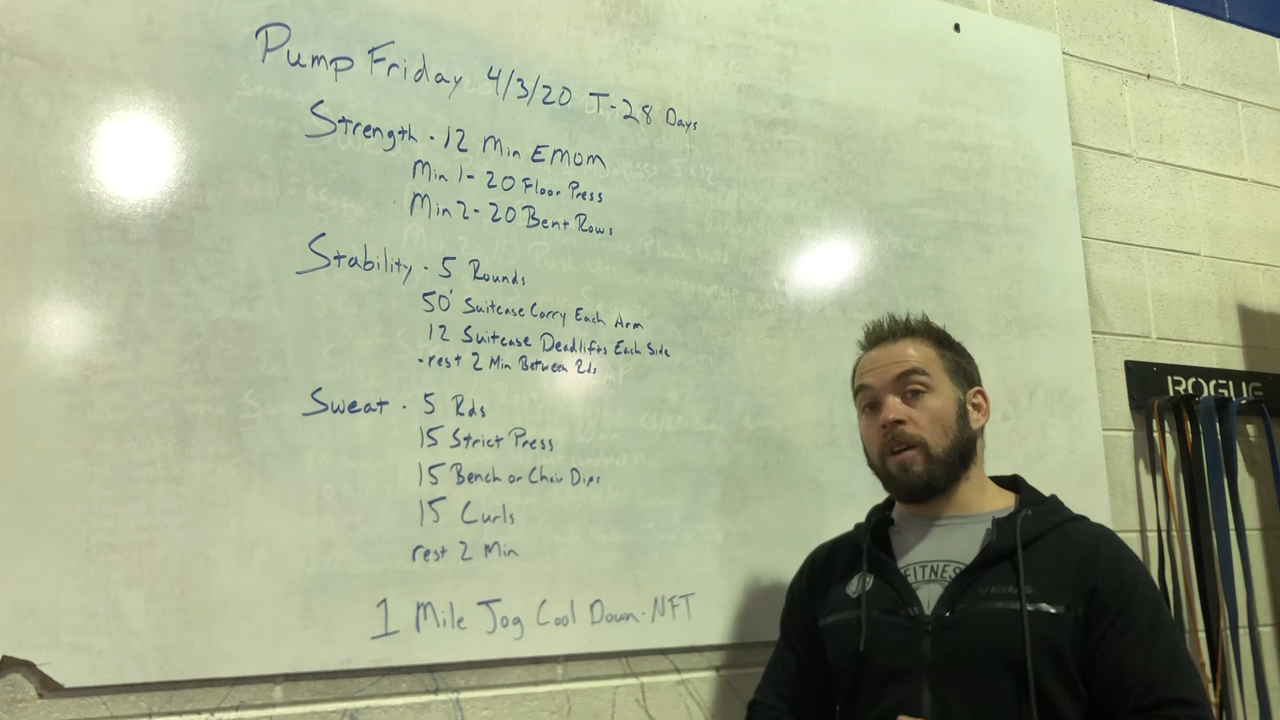 Pump Friday 4/3/20 T-28 Days
Strength - 12 Min EMOM
Min 1- 20 Floor Press
Min 2- 20 Bent Rows
Stability - 5 Rounds
50' Suitcase Carry Each Arm
12 Suitcase Deadlifts Each Side
-rest 2 Min Between Rds
Sweat - 5 Rds
15 Strict Press
15 Bench or Chair Dips
15 Curls
rest 2 Min
1 Mile Jog Cool Down-NFT
ROGUE
FITNESS